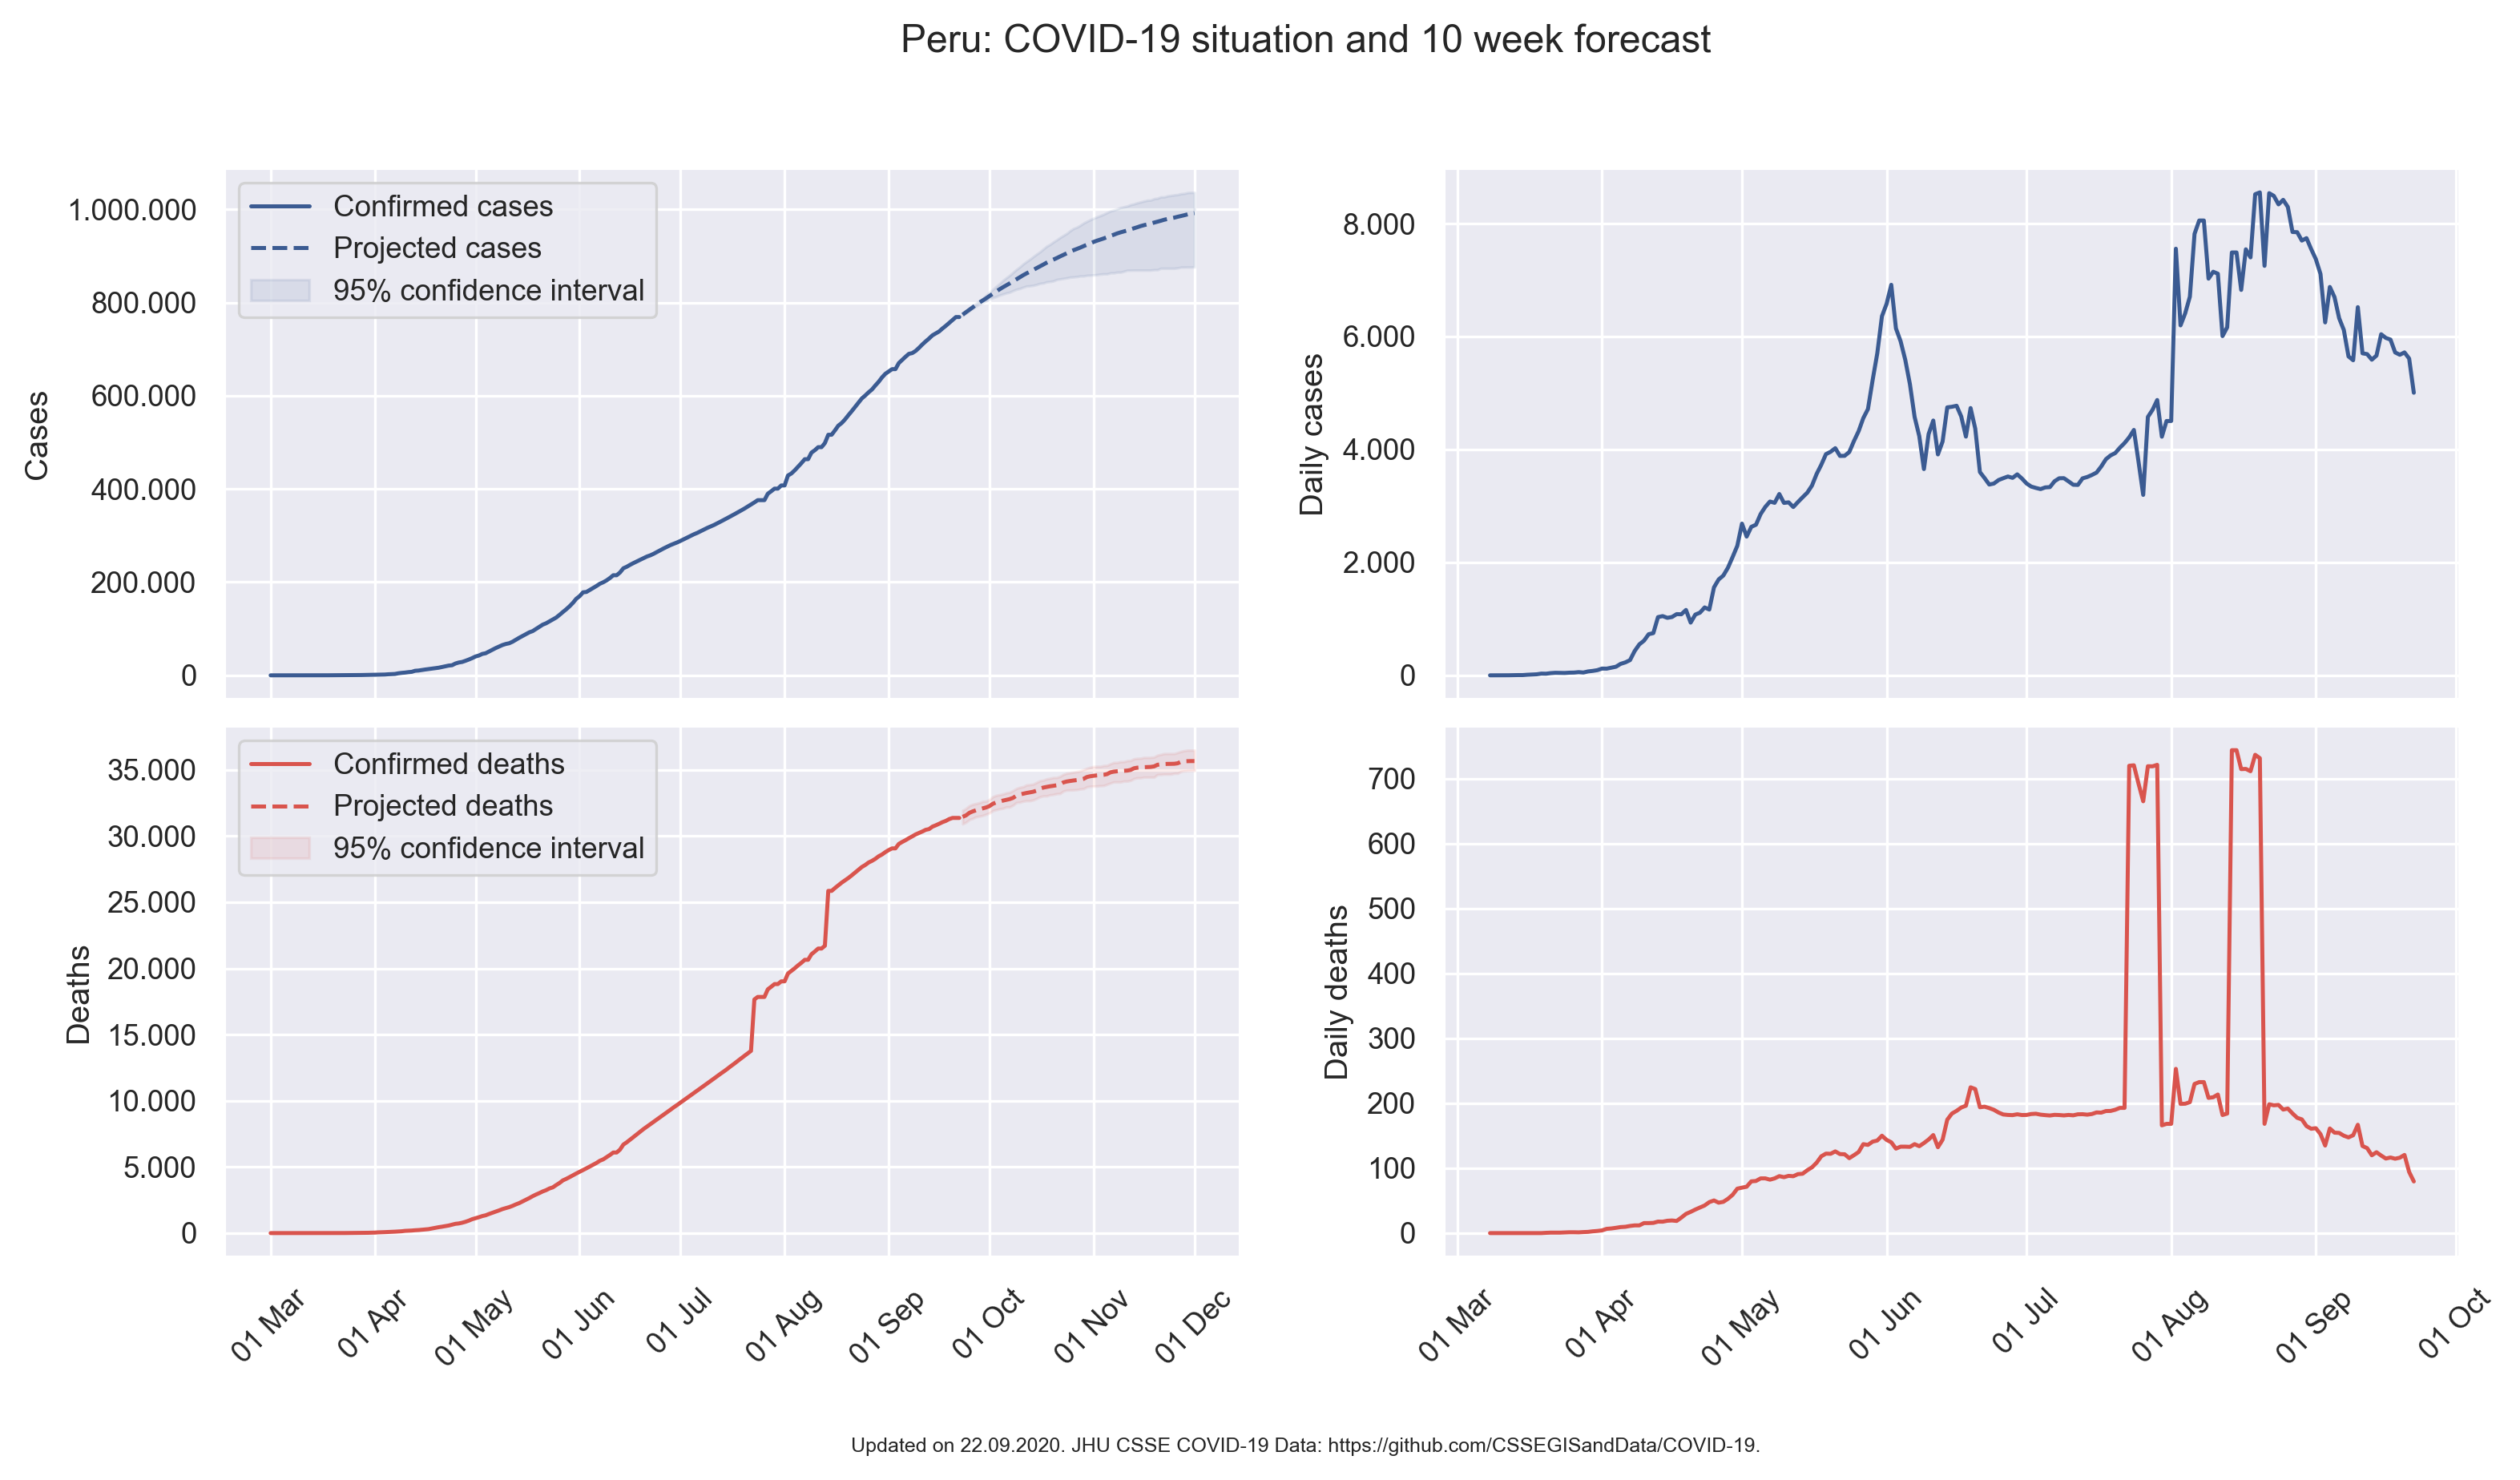 Peru: COVID-19 situation and 10 week forecast
Confirmed cases
Projected cases
95% confidence interval
1.000.000
800.000
600.000
400.000
200.000
0
Cases
8.000
6.000
4.000
2.000
0
Daily cases
Confirmed deaths
Projected deaths
95% confidence interval
35.000
30.000
25.000
20.000
15.000
10.000
5.000
0
Deaths
01 Mar
01 Apr
01 May
01 Jun
01 Jul
01 Aug
01 Sep
01 Oct
01 Nov
01 Dec
700
600
500
400
300
200
100
0
Daily deaths
01 Mar
01 Apr
01 May
01 Jun
01 Jul
01 Aug
01 Sep
01 Oct
Updated on 22.09.2020. JHU CSSE COVID-19 Data: https://github.com/CSSEGISandData/COVID-19.